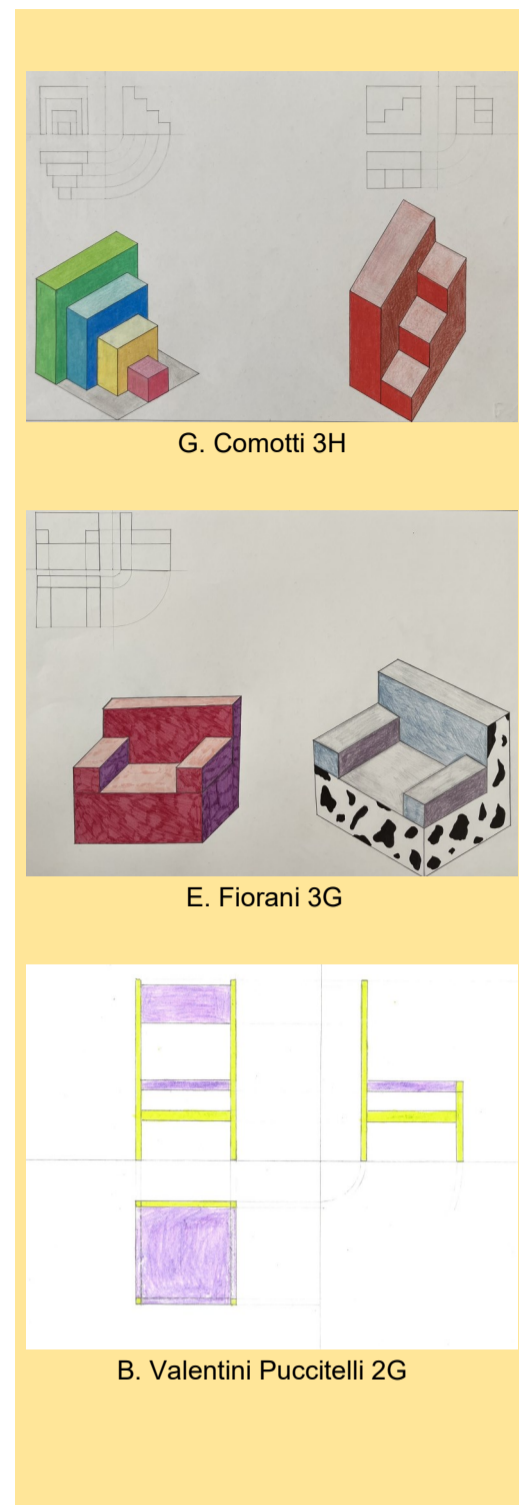 G. Comotti 3H
E. Fiorani 3G
B. Valentini Puccitelli 2G